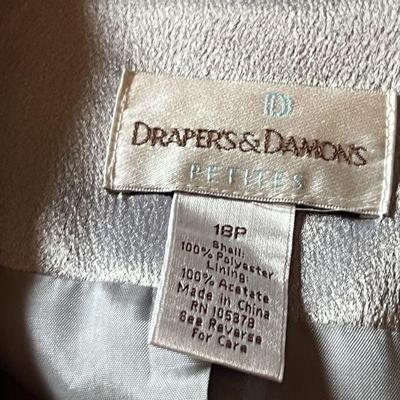 D
DRAPER'S & DAMON'S
PETITES
18P
Shell:
100% Polyester
Lining:
100% Acetate
Made in China
RN 105378
See Reverse
For Care